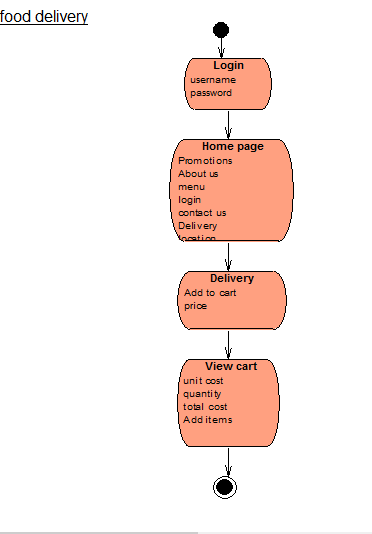 food delivery
Login
username
password
Home page
Promotions
About us
menu
login
contact us
Delivery
location
Delivery
Add to cart
price
View cart
unit cost
quantity
total cost
Add items